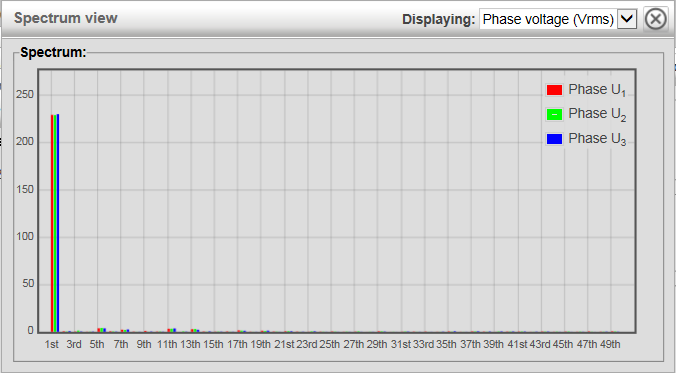 Spectrum view Displaying: Phase voltage (Vrms)
Spectrum:
250
200
150
100
50
0
Phase U1
Phase U2
Phase U3
1st 3rd 5th 7th 9th 11th 13th 15th 17th 19th 21st 23rd 25th 27th 29th 31st 33rd 35th 37th 39th 41st 43rd 45th 47th 49th